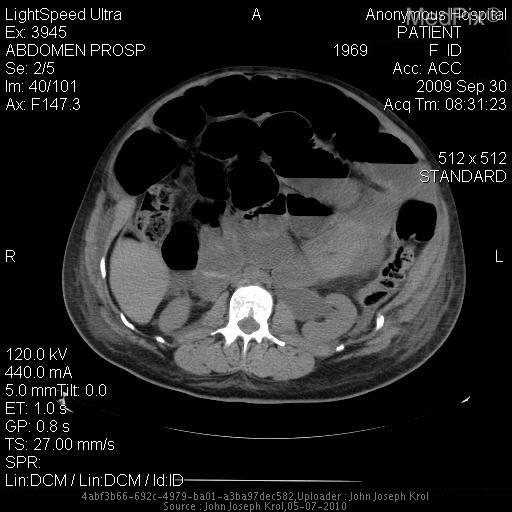 LightSpeed Ultra
Ex: 3945
ABDOMEN PROSP
Se: 2/5
Im: 40/101
Ax: F147.3
A
Anonymous Hospital
MedPix®
PATIENT
1969 F ID
Acc: ACC
2009 Sep 30
Acq Tm: 08:31:23
512 x 512
STANDARD
R
L
120.0 kV
440.0 mA
5.0 mmTilt: 0.0
ET: 1.0 s
GP: 0.8 s
TS: 27.00 mm/s
SPR:
Lin:DCM / Lin:DCM / Id:ID
4abf3b66-692c-4979-ba01-a3ba97dec582,Uploader : John Joseph Krol
Source : John Joseph Krol,05-07-2010